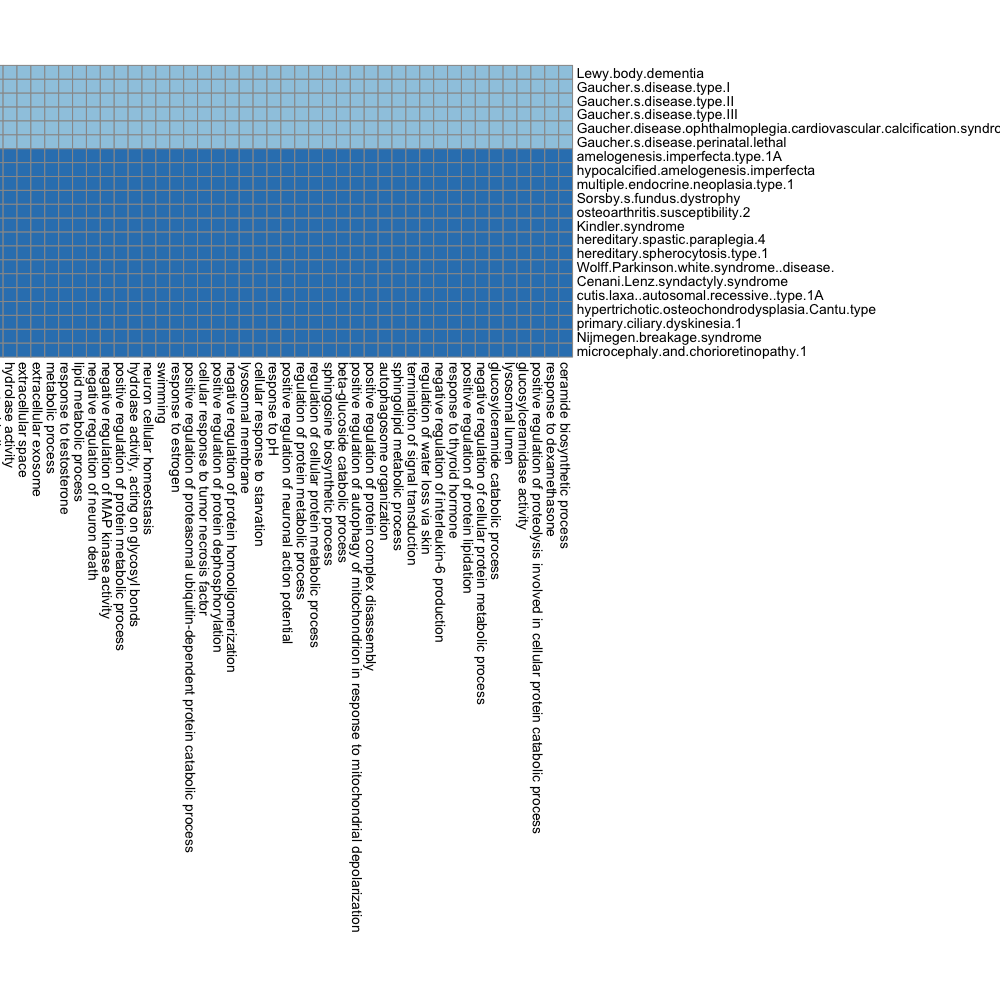 Lewy.body.dementia
Gaucher.s.disease.type.I
Gaucher.s.disease.type.II
Gaucher.s.disease.type.III
Gaucher.disease.ophthalmoplegia.cardiovascular.calcification.syndro
Gaucher.s.disease.perinatal.lethal
amelogenesis.imperfecta.type.1A
hypocalcified.amelogenesis.imperfecta
multiple.endocrine.neoplasia.type.1
Sorsby.s.fundus.dystrophy
osteoarthritis.susceptibility.2
Kindler.syndrome
hereditary.spastic.paraplegia.4
hereditary.spherocytosis.type.1
Wolff.Parkinson.white.syndrome..disease.
Cenani.Lenz.syndactyly.syndrome
cutis.laxa..autosomal.recessive..type.1A
hypertrichotic.osteochondrodysplasia.Cantu.type
primary.ciliary.dyskinesia.1
Nijmegen.breakage.syndrome
microcephaly.and.chorioretinopathy.1
hydrolase activity
extracellular space
extracellular exosome
metabolic process
response to testosterone
lipid metabolic process
negative regulation of neuron death
negative regulation of MAP kinase activity
positive regulation of protein metabolic process
hydrolase activity, acting on glycosyl bonds
neuron cellular homeostasis
swimming
response to estrogen
positive regulation of proteasomal ubiquitin-dependent protein catabolic process
cellular response to tumor necrosis factor
positive regulation of protein dephosphorylation
negative regulation of protein homooligomerization
lysosomal membrane
cellular response to starvation
response to pH
positive regulation of neuronal action potential
regulation of protein metabolic process
regulation of cellular protein metabolic process
sphingosine biosynthetic process
beta-glucoside catabolic process
positive regulation of autophagy of mitochondrion in response to mitochondrial depolarization
positive regulation of protein complex disassembly
autophagosome organization
sphingolipid metabolic process
termination of signal transduction
regulation of water loss via skin
negative regulation of interleukin-6 production
response to thyroid hormone
positive regulation of protein lipidation
negative regulation of cellular protein metabolic process
glucosylceramide catabolic process
lysosomal lumen
glucosylceramidase activity
positive regulation of proteolysis involved in cellular protein catabolic process
response to dexamethasone
ceramide biosynthetic process